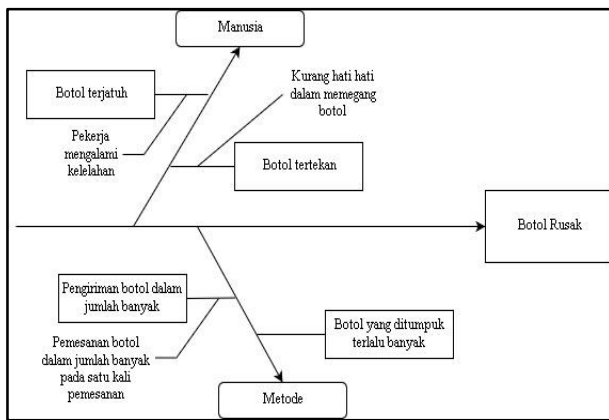 Manusia
Botol terjatuh
Kurang hati hati
dalam memegang
botol
Pekerja
mengalami
kelelahan
Botol tertekan
Botol Rusak
Pengiriman botol dalam
jumlah banyak
Pemesanan botol
dalam jumlah banyak
pada satu kali
pemesanan
Botol yang ditumpuk
terlalu banyak
Metode